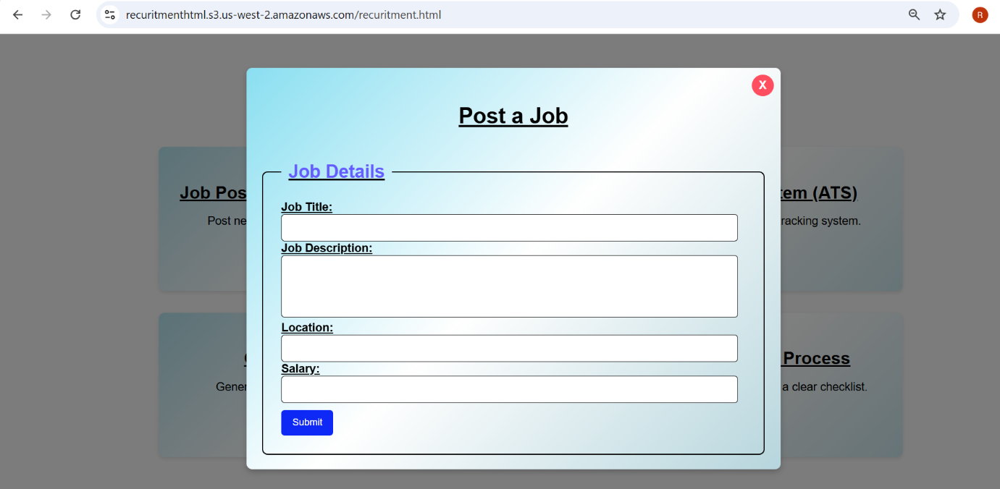 recuritmenthtml.s3.us-west-2.amazonaws.com/recuritment.html
R
X
Post a Job
Job Details
Job Pos
tem (ATS)
Post ne
racking system.
Job Title:
Job Description:
Location:
Process
Salary:
Gener
a clear checklist.
Submit